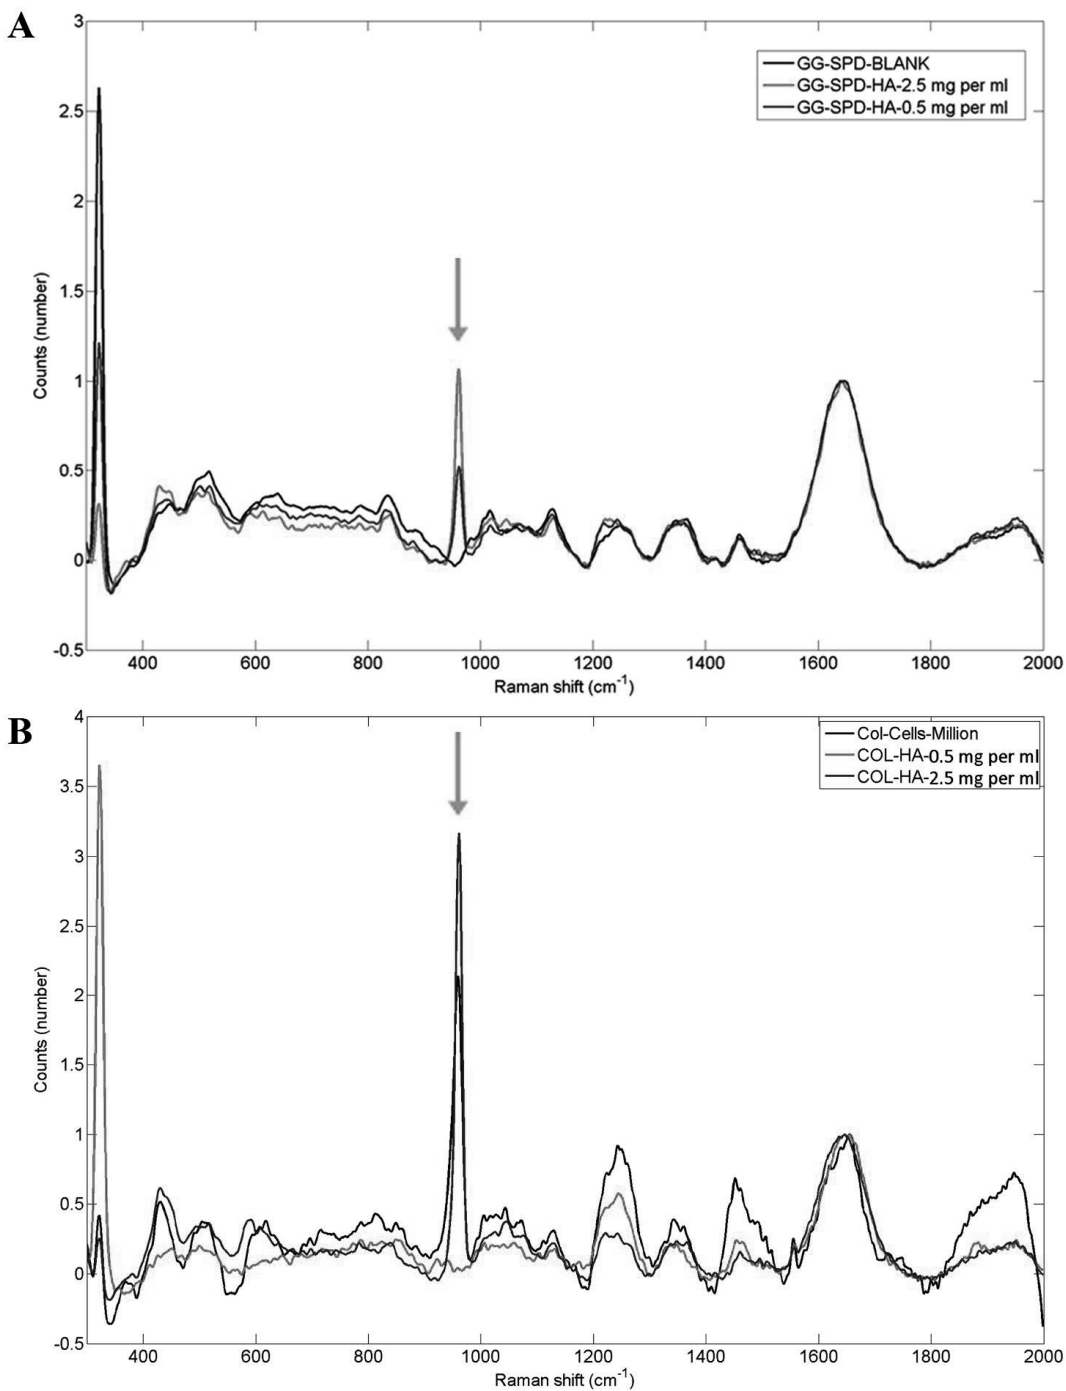 A
3
2.5
2
1.5
1
0.5
0
-0.5
Counts (number)
GG-SPD-BLANK
GG-SPD-HA-2.5 mg per ml
GG-SPD-HA-0.5 mg per ml
400 600 800 1000 1200 1400 1600 1800 2000
Raman shift (cm-1)
B
4
3.5
3
2.5
2
1.5
1
0.5
0
-0.5
Counts (number)
Col-Cells-Million
COL-HA-0.5 mg per ml
COL-HA-2.5 mg per ml
400 600 800 1000 1200 1400 1600 1800 2000
Raman shift (cm-1)